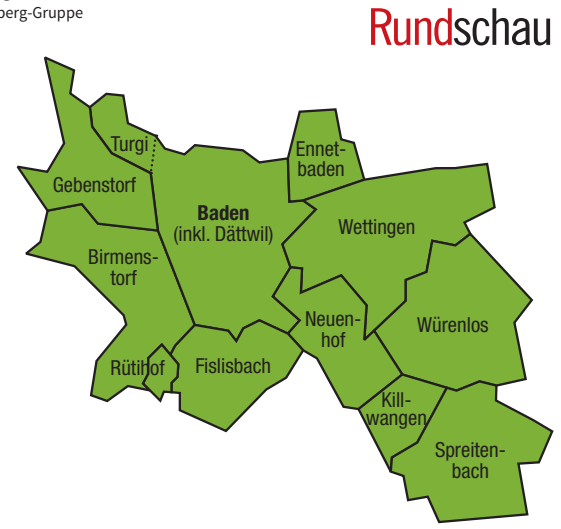 berg-Gruppe
Rundschau
Turgi
Gebenstorf
Ennet-
baden
Baden
(inkl. Dättwil)
Wettingen
Birmens-
torf
Neuen-
hof
Würenlos
Rütihof
Fislisbach
Kill-
wangen
Spreiten-
bach